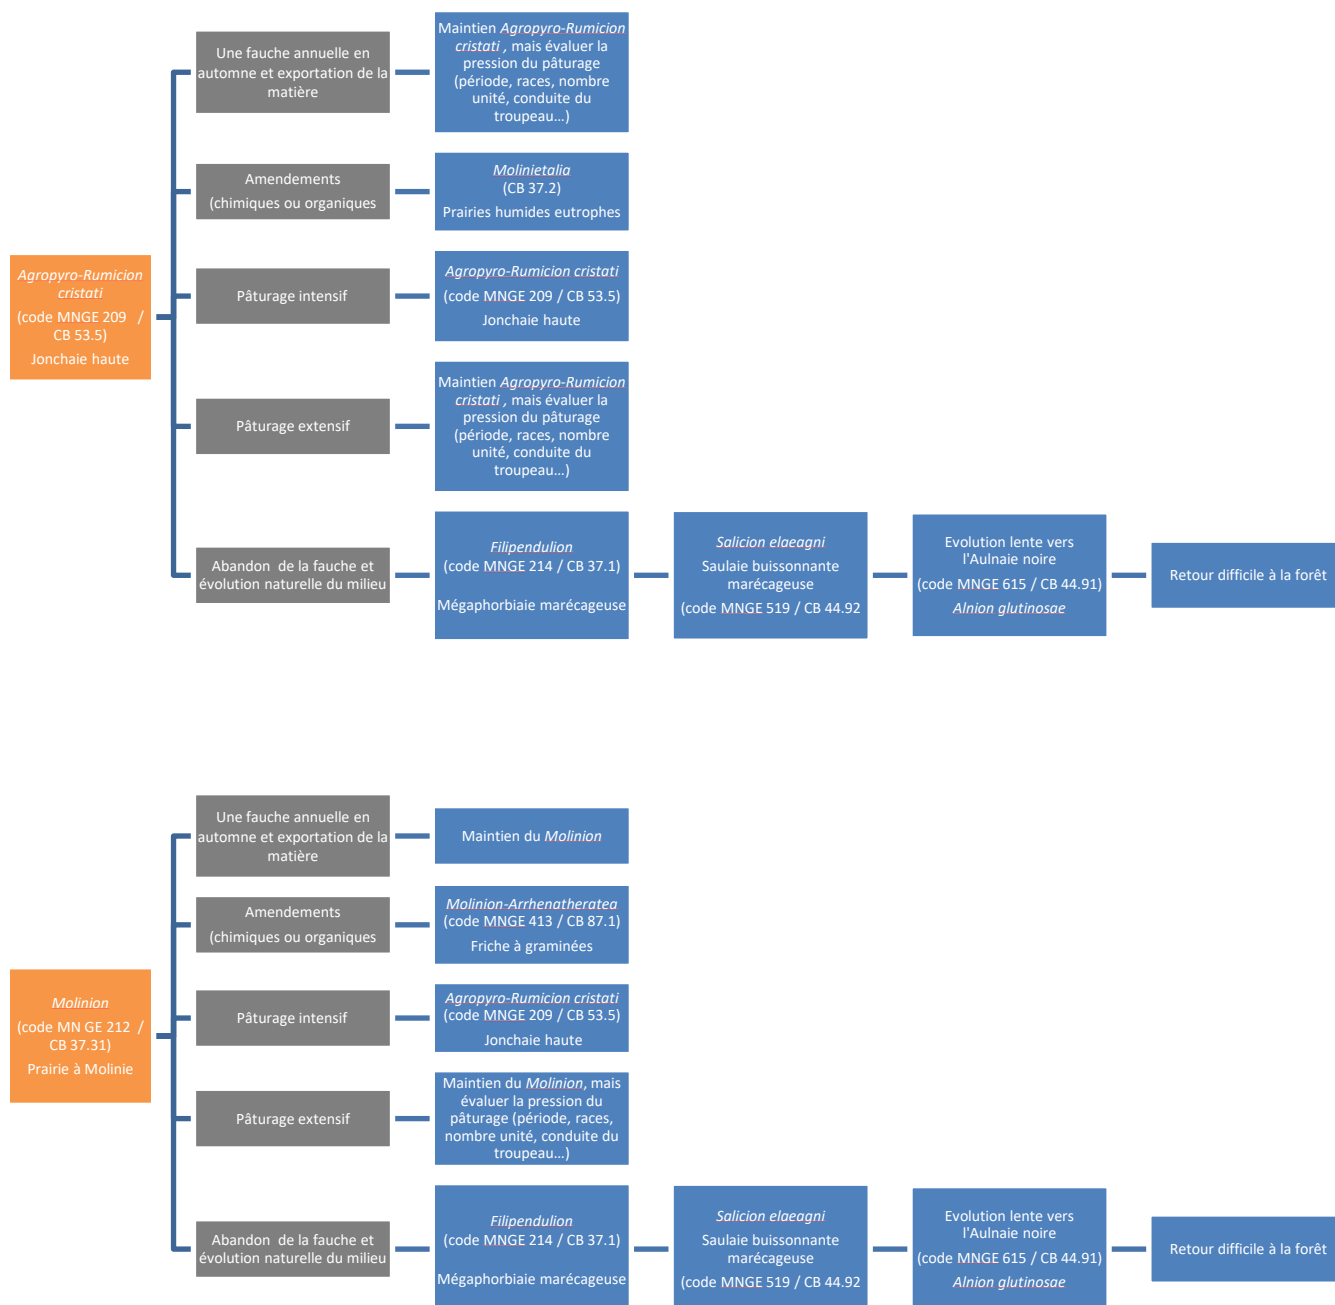 Agropyro-Rumicion
cristati
(code MNGE 209 /
CB 53.5)
Jonchaie haute
Une fauche annuelle en
automne et exportation de la
matière
Maintien Agropyro-Rumicion
cristati , mais évaluer la
pression du pâturage
(période, races, nombre
unité, conduite du
troupeau...)
Amendements
(chimiques ou organiques
Molinietalia
(CB 37.2)
Prairies humides eutrophes
Pâturage intensif
Agropyro-Rumicion cristati
(code MNGE 209 / CB 53.5)
Jonchaie haute
Pâturage extensif
Maintien Agropyro-Rumicion
cristati , mais évaluer la
pression du pâturage
(période, races, nombre
unité, conduite du
troupeau...)
Abandon de la fauche et
évolution naturelle du milieu
Filipendulion
(code MNGE 214 / CB 37.1)
Mégaphorbiaie marécageuse
Salicion elaeagni
Saulaie buissonnante
marécageuse
(code MNGE 519 / CB 44.92
Evolution lente vers
l'Aulnaie noire
(code MNGE 615 / CB 44.91)
Alnion glutinosae
Retour difficile à la forêt
Molinion
(code MN GE 212 /
CB 37.31)
Prairie à Molinie
Une fauche annuelle en
automne et exportation de la
matière
Maintien du Molinion
Amendements
(chimiques ou organiques
Molinion-Arrhenatheratea
(code MNGE 413 / CB 87.1)
Friche à graminées
Pâturage intensif
Agropyro-Rumicion cristati
(code MNGE 209 / CB 53.5)
Jonchaie haute
Pâturage extensif
Maintien du Molinion, mais
évaluer la pression du
pâturage (période, races,
nombre unité, conduite du
troupeau...)
Abandon de la fauche et
évolution naturelle du milieu
Filipendulion
(code MNGE 214 / CB 37.1)
Mégaphorbiaie marécageuse
Salicion elaeagni
Saulaie buissonnante
marécageuse
(code MNGE 519 / CB 44.92
Evolution lente vers
l'Aulnaie noire
(code MNGE 615 / CB 44.91)
Alnion glutinosae
Retour difficile à la forêt